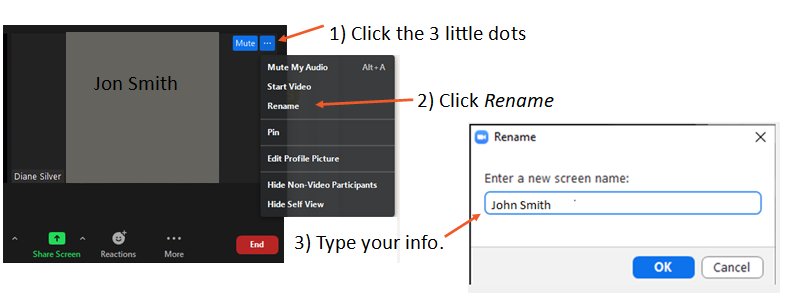 1) Click the 3 little dots
Mute ...
Jon Smith
Mute My Audio Alt+A
Start Video
Rename
2) Click Rename
Pin
Edit Profile Picture
Hide Non-Video Participants
Hide Self View
Diane Silver
Share Screen
Reactions
More
End
Rename
Enter a new screen name:
John Smith
3) Type your info.
OK
Cancel